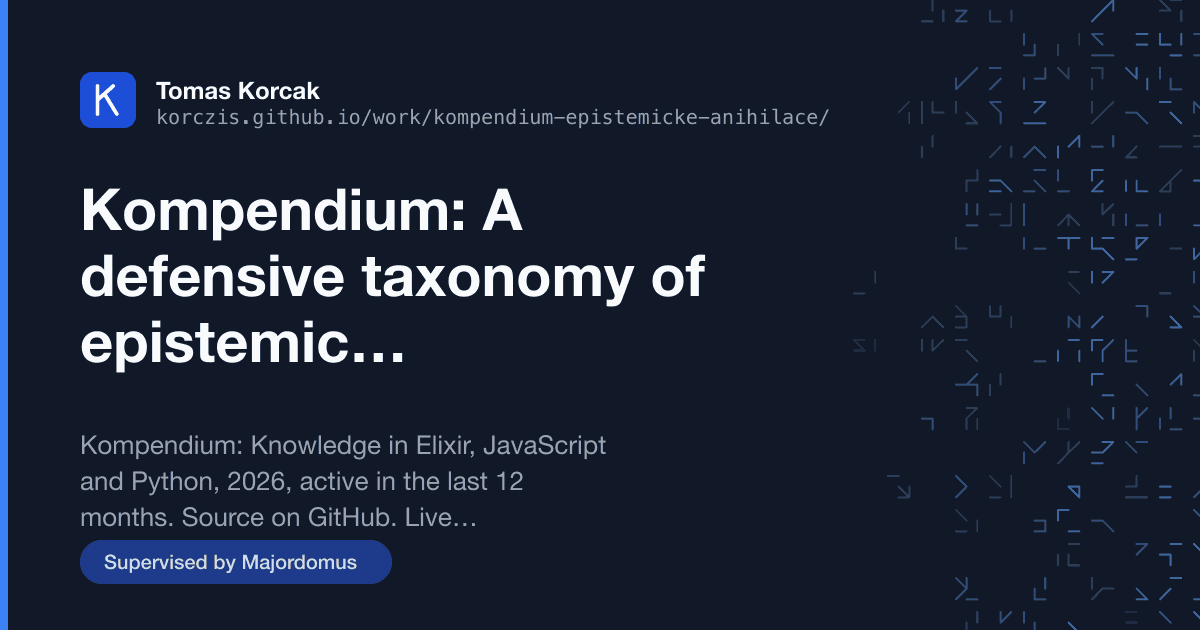 K
Tomas Korcak
korczis.github.io/work/kompendium-epistemicke-anihilace/
Kompendium: A
defensive taxonomy of
epistemic…
Kompendium: Knowledge in Elixir, JavaScript
and Python, 2026, active in the last 12
months. Source on GitHub. Live…
Supervised by Majordomus